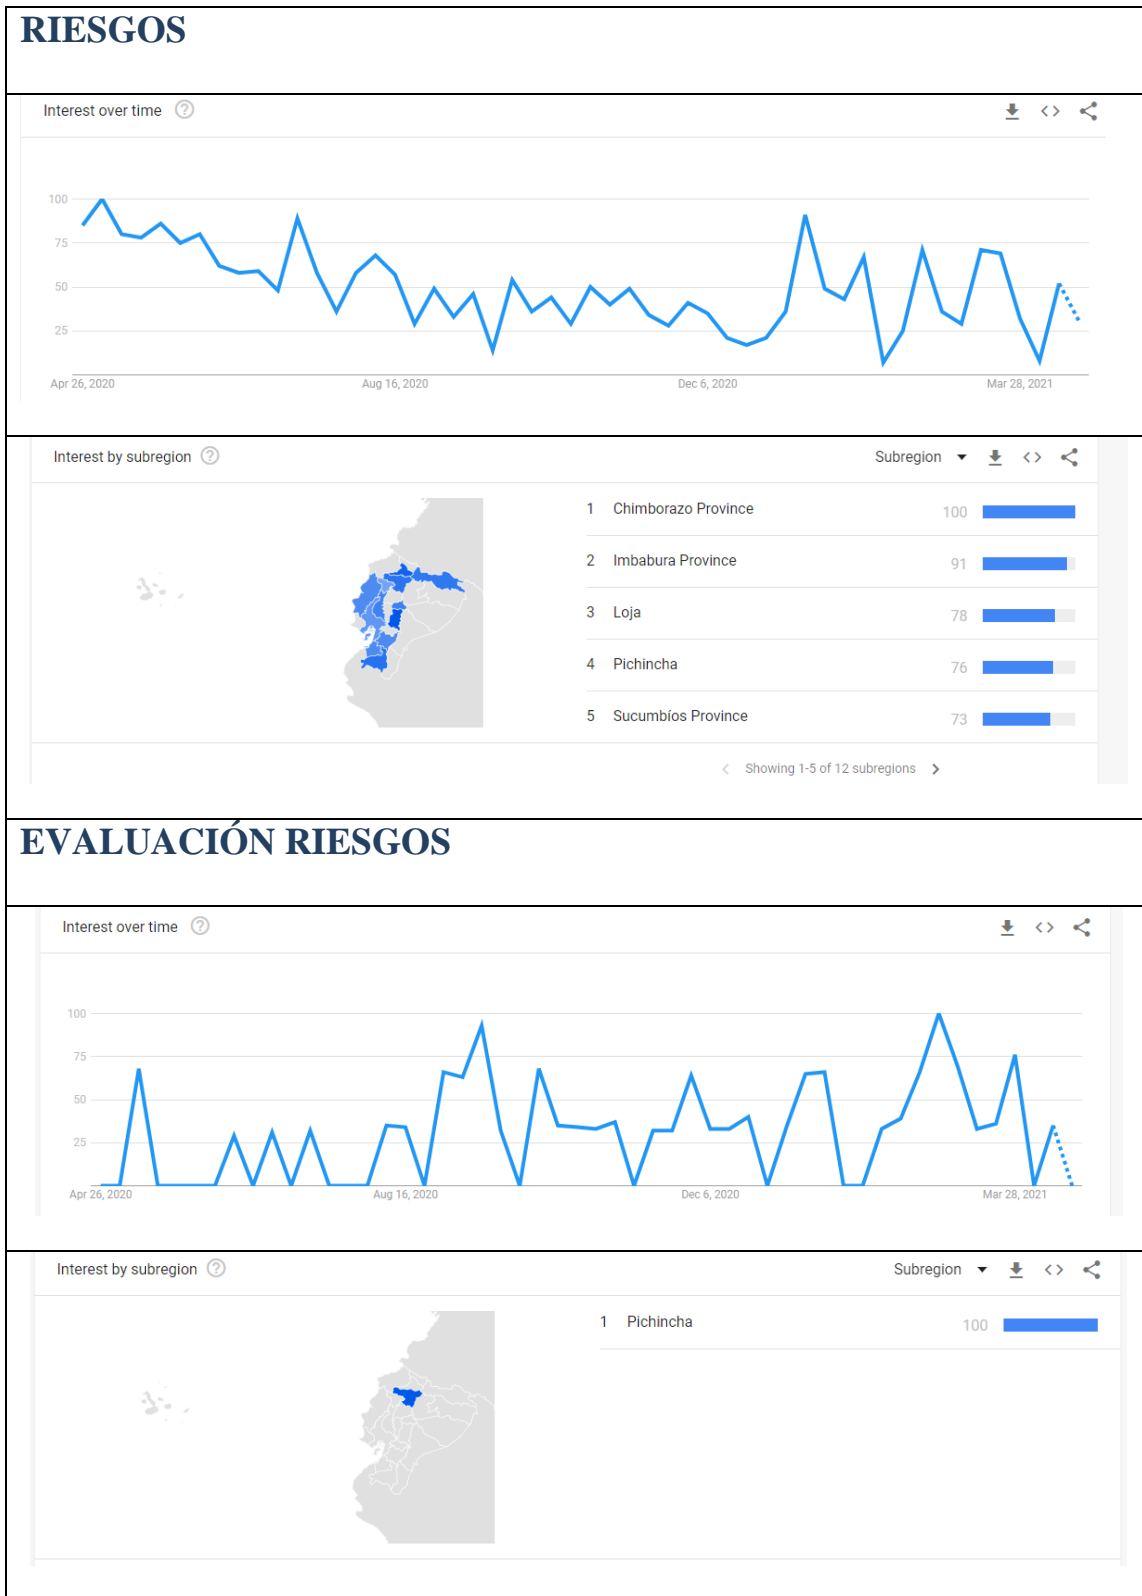 RIESGOS
Interest over time
100
75
50
25
Apr 26, 2020 Aug 16, 2020 Dec 6, 2020 Mar 28, 2021
Interest by subregion Subregion
1 Chimborazo Province 100
2 Imbabura Province 91
3 Loja 78
4 Pichincha 76
5 Sucumbíos Province 73
Showing 1-5 of 12 subregions
EVALUACIÓN RIESGOS
Interest over time
100
75
50
25
Apr 26, 2020 Aug 16, 2020 Dec 6, 2020 Mar 28, 2021
Interest by subregion Subregion
1 Pichincha 100